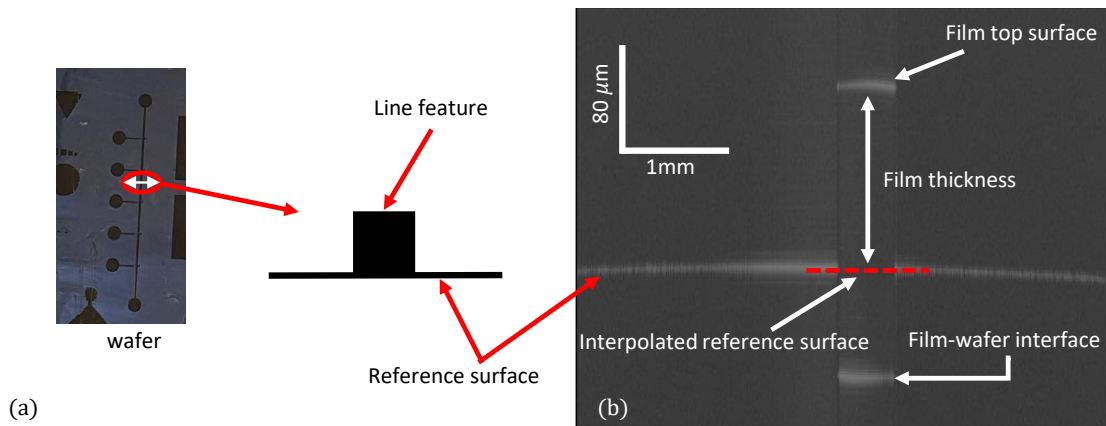 Line feature
wafer
Reference surface
(a)
Film top surface
80 μm
1mm
Film thickness
Interpolated reference surface
Film-wafer interface
(b)